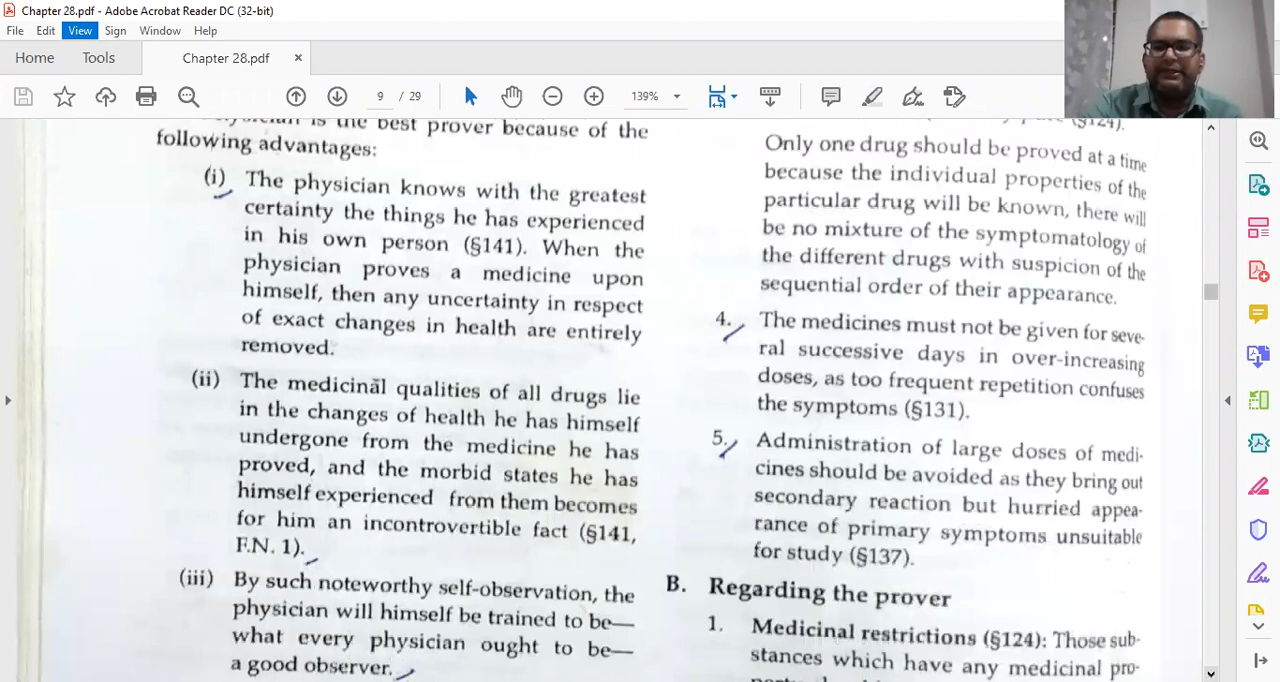 Chapter 28.pdf - Adobe Acrobat Reader DC (32-bit)
File Edit View Sign Window Help
Home Tools Chapter 28.pdf ×
9 / 29 139%
is the best prover because of the
following advantages:
(i) The physician knows with the greatest
certainty the things he has experienced
in his own person (§141). When the
physician proves a medicine upon
himself, then any uncertainty in respect
of exact changes in health are entirely
removed.
(ii) The medicinal qualities of all drugs lie
in the changes of health he has himself
undergone from the medicine he has
proved, and the morbid states he has
himself experienced from them becomes
for him an incontrovertible fact (§141,
F.N. 1).
(iii) By such noteworthy self-observation, the
physician will himself be trained to be—
what every physician ought to be—
a good observer.
(§124).
Only one drug should be proved at a time
because the individual properties of the
particular drug will be known, there will
be no mixture of the symptomatology of
the different drugs with suspicion of the
sequential order of their appearance.
4. The medicines must not be given for seve-
ral successive days in over-increasing
doses, as too frequent repetition confuses
the symptoms (§131).
5. Administration of large doses of medi-
cines should be avoided as they bring out
secondary reaction but hurried appea-
rance of primary symptoms unsuitable
for study (§137).
B. Regarding the prover
1. Medicinal restrictions (§124): Those sub-
stances which have any medicinal pro-